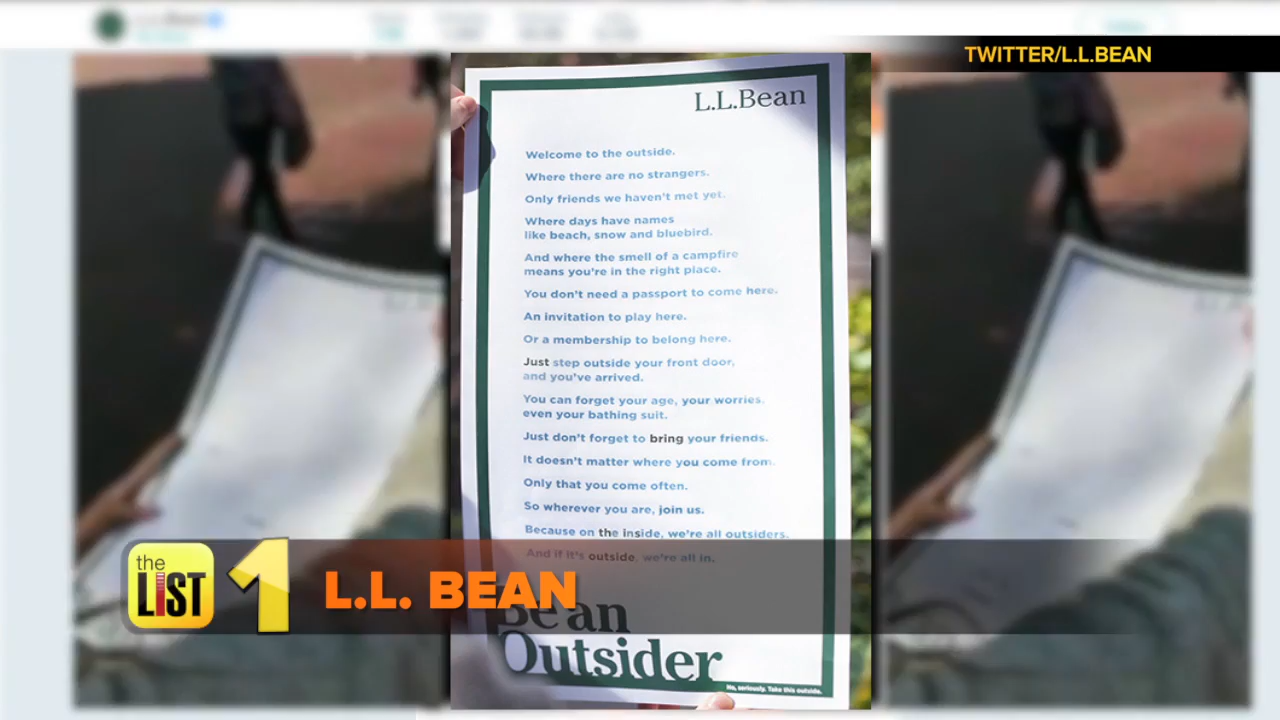 TWITTER/L.L.BEAN
L.L.Bean
Welcome to the outside.
Where there are no strangers.
Only friends we haven't met yet.
Where days have names
like beach, snow and bluebird.
And where the smell of a campfire
means you're in the right place.
You don't need a passport to come here.
An invitation to play here.
Or a membership to belong here.
Just step outside your front door,
and you've arrived.
You can forget your age, your worries,
even your bathing suit.
Just don't forget to bring your friends.
It doesn't matter where you come from.
Only that you come often.
So wherever you are, join us.
Because on the inside, we're all outsiders.
And if it's outside, we're all in.
the
LIST
1
L.L. BEAN
Be an
Outsider
No, seriously. Take this outside.